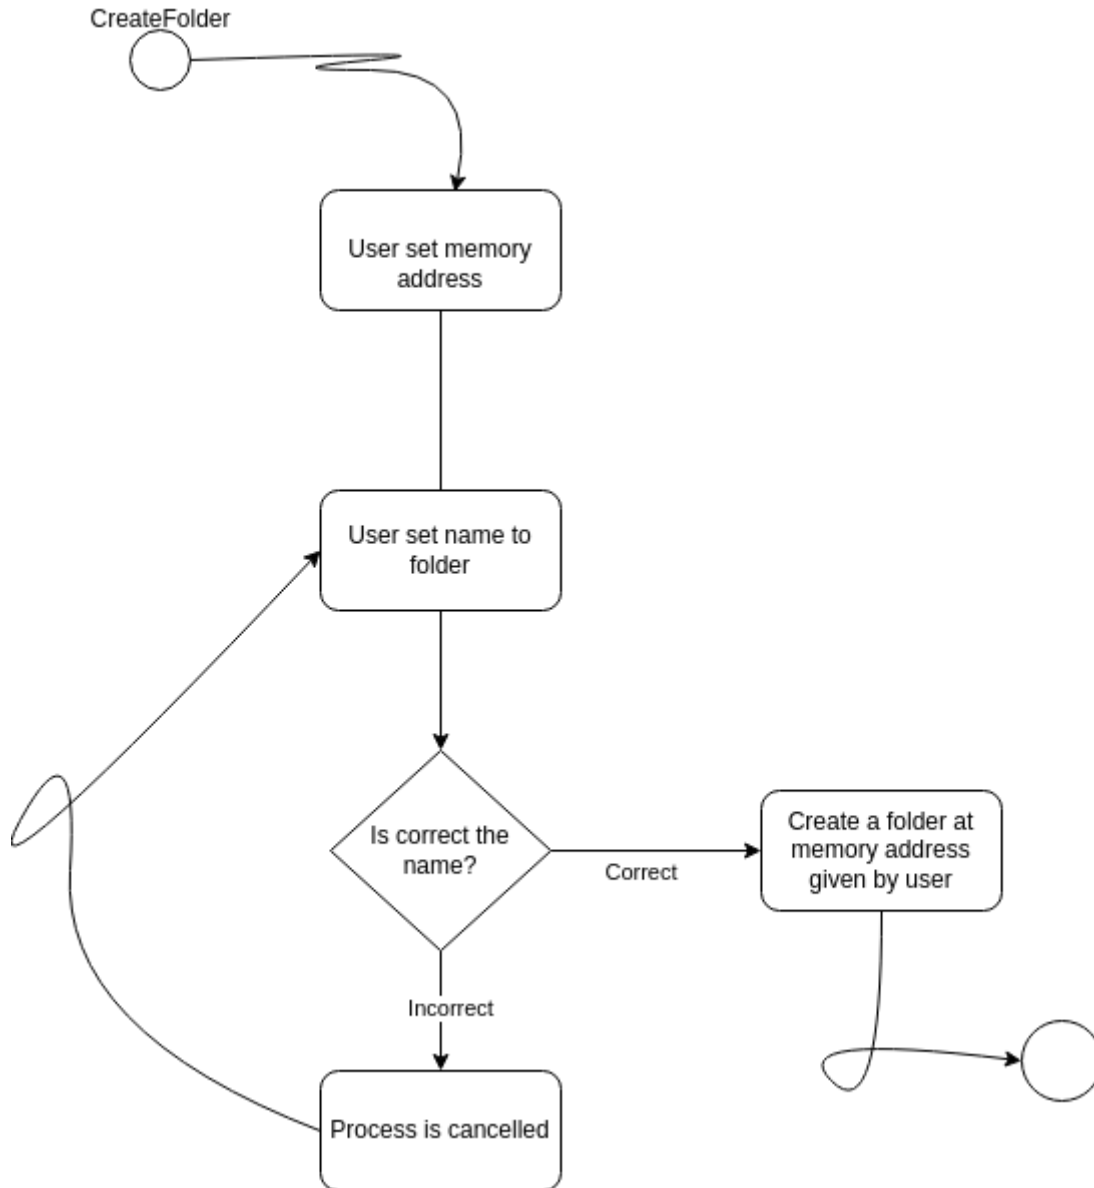 CreateFolder
User set memory
address
User set name to
folder
Is correct the
name?
Correct
Create a folder at
memory address
given by user
Incorrect
Process is cancelled